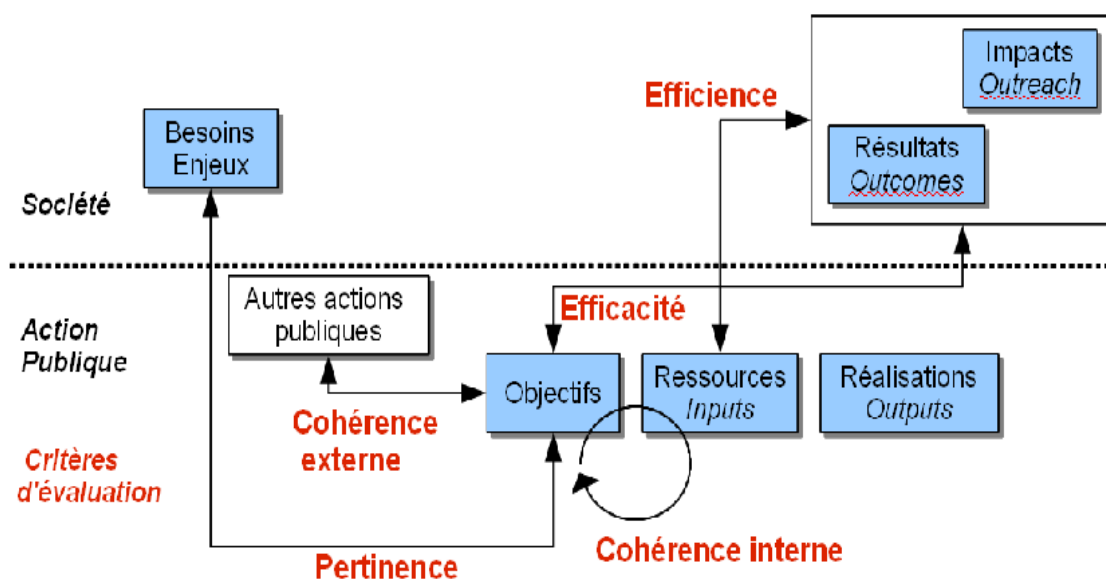 Impacts
Outreach
Efficience
Besoins
Enjeux
Résultats
Outcomes
Société
Autres actions
publiques
Efficacité
Action
Publique
Objectifs
Ressources
Inputs
Réalisations
Outputs
Cohérence
externe
Critères
d'évaluation
Cohérence interne
Pertinence